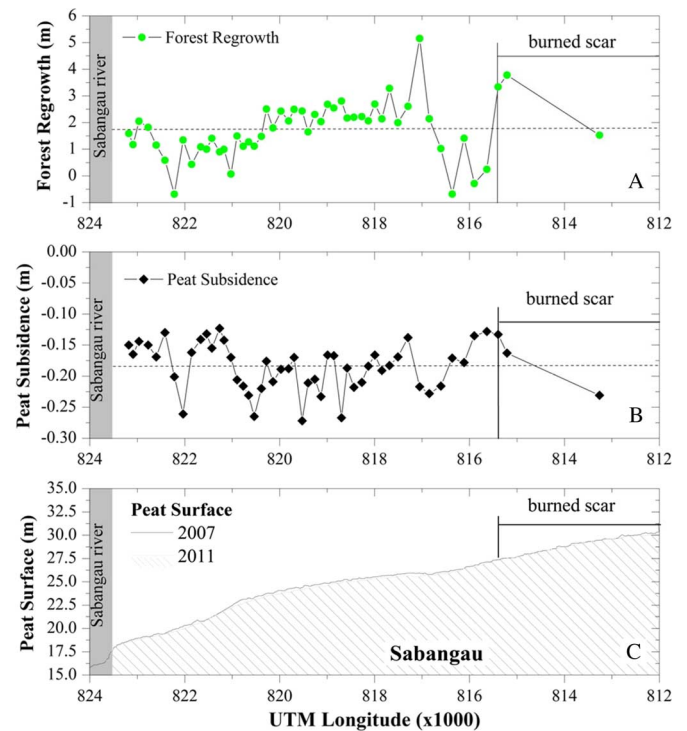 Forest Regrowth (m)
6
5
4
3
2
1
0
-1
Sabangau river
Forest Regrowth
burned scar
A
824 822 820 818 816 814 812
Peat Subsidence (m)
0.00
-0.05
-0.10
-0.15
-0.20
-0.25
-0.30
Sabangau river
Peat Subsidence
burned scar
B
824 822 820 818 816 814 812
Peat Surface (m)
35.0
32.5
30.0
27.5
25.0
22.5
20.0
17.5
15.0
Sabangau river
Peat Surface
2007
2011
burned scar
Sabangau
C
824 822 820 818 816 814 812
UTM Longitude (x1000)